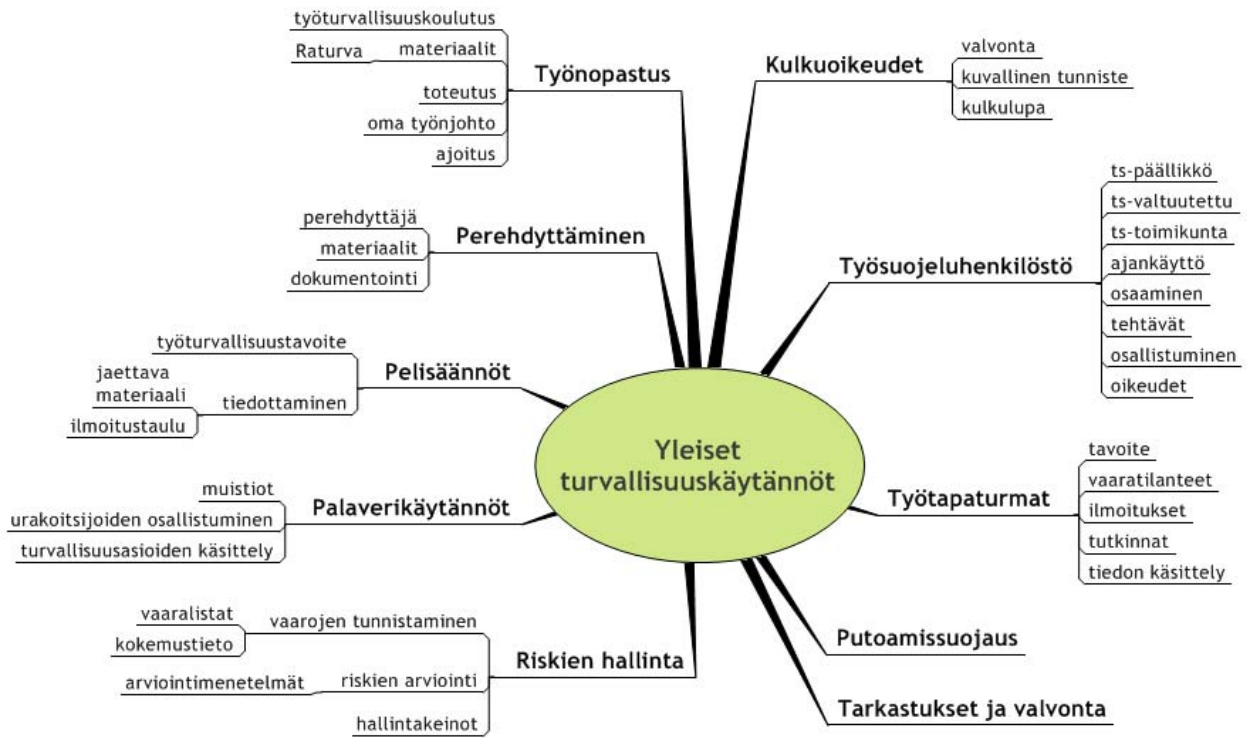 työturvallisuuskoulutus
Raturva
materiaalit
toteutus
oma työnjohto
ajoitus
Työnopastus
perehdyttäjä
materiaalit
dokumentointi
Perehdyttäminen
työturvallisuustavoite
jaettava
materiaali
ilmoitustaulu
tiedottaminen
Pelisäännöt
muistiot
urakoitsijoiden osallistuminen
turvallisuusasioiden käsittely
Palaverikäytännöt
vaaralistat
kokemustieto
vaarojen tunnistaminen
arviointimenetelmät
riskien arviointi
hallintakeinot
Riskien hallinta
Yleiset
turvallisuuskäytännöt
Kulkuoikeudet
valvonta
kuvallinen tunniste
kulkulupa
Työsuojeluhenkilöstö
ts-päällikkö
ts-valtuutettu
ts-toimikunta
ajankäyttö
osaaminen
tehtävät
osallistuminen
oikeudet
Työtapaturmat
tavoite
vaaratilanteet
ilmoitukset
tutkinnat
tiedon käsittely
Putoamissuojaus
Tarkastukset ja valvonta